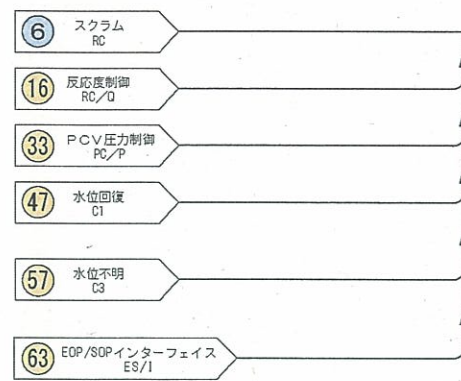 6
スクラム
RC
16
反応度制御
RC/Q
33
PCV圧力制御
PC/P
47
水位回復
C1
57
水位不明
C3
63
EOP/SOPインターフェイス
ES/I